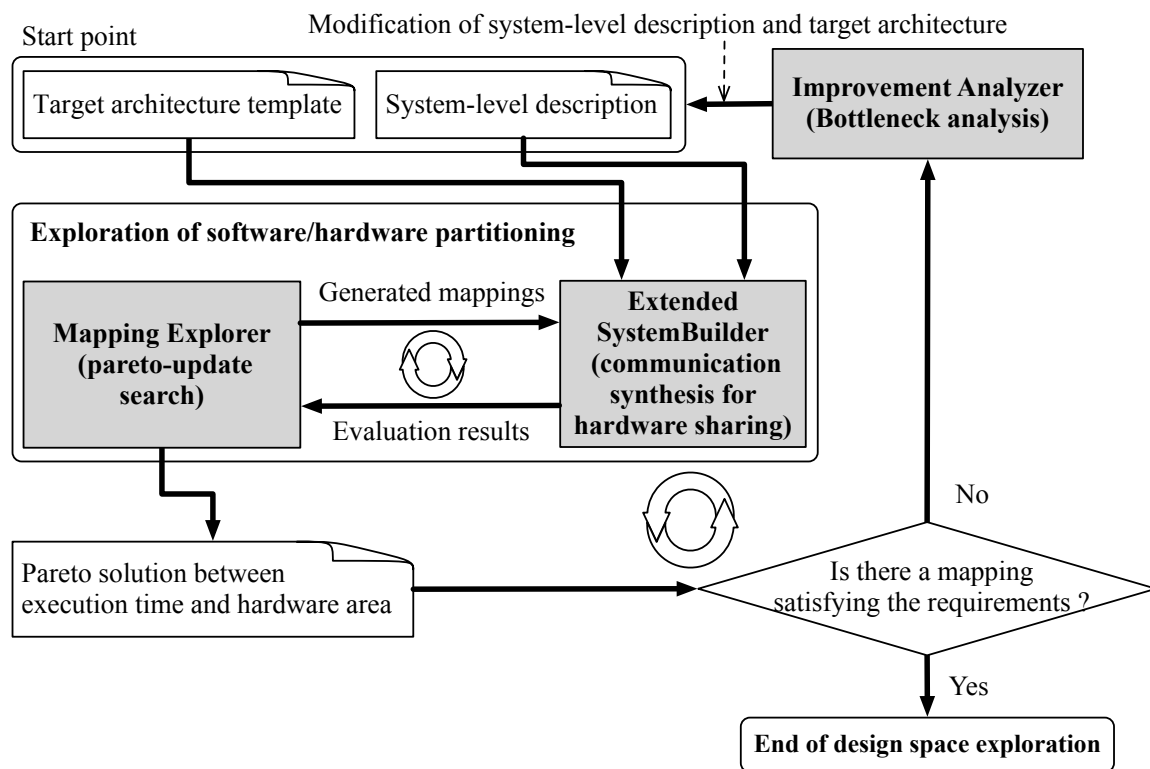 Modification of system-level description and target architecture
Start point
Target architecture template
System-level description
Improvement Analyzer
(Bottleneck analysis)
Exploration of software/hardware partitioning
Mapping Explorer
(pareto-update
search)
Generated mappings
Evaluation results
Extended
SystemBuilder
(communication
synthesis for
hardware sharing)
Pareto solution between
execution time and hardware area
Is there a mapping
satisfying the requirements ?
No
Yes
End of design space exploration